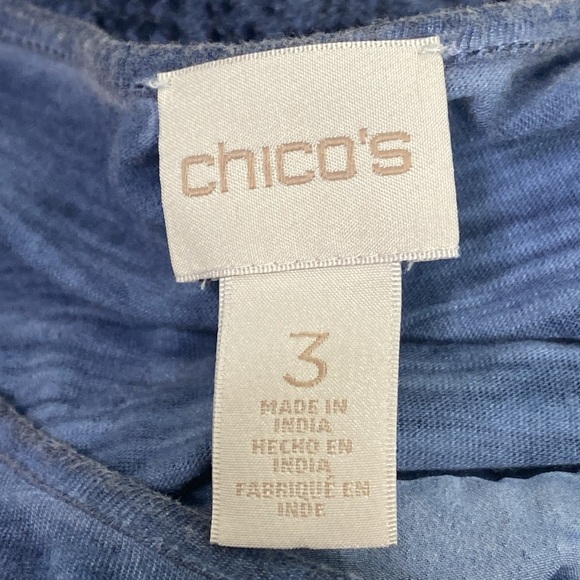 chico's
3
MADE IN
INDIA
HECHO EN
INDIA
FABRIQUÉ EN
INDE